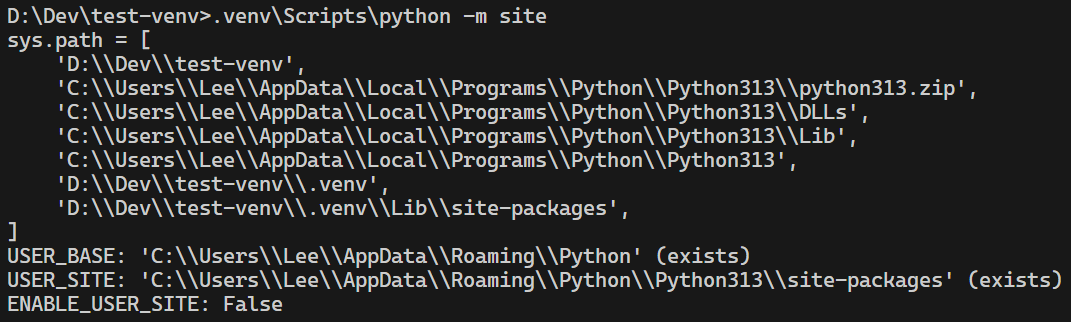 D:\Dev\test-venv>.venv\Scripts\python -m site
sys.path = [
    'D:\\Dev\\test-venv',
    'C:\\Users\\Lee\\AppData\\Local\\Programs\\Python\\Python313\\python313.zip',
    'C:\\Users\\Lee\\AppData\\Local\\Programs\\Python\\Python313\\DLLs',
    'C:\\Users\\Lee\\AppData\\Local\\Programs\\Python\\Python313\\Lib',
    'C:\\Users\\Lee\\AppData\\Local\\Programs\\Python\\Python313',
    'D:\\Dev\\test-venv\\.venv',
    'D:\\Dev\\test-venv\\.venv\\Lib\\site-packages',
]
USER_BASE: 'C:\\Users\\Lee\\AppData\\Roaming\\Python' (exists)
USER_SITE: 'C:\\Users\\Lee\\AppData\\Roaming\\Python\\Python313\\site-packages' (exists)
ENABLE_USER_SITE: False